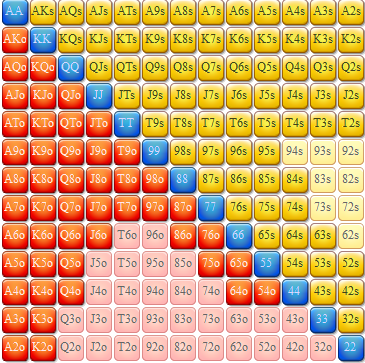 AA AKs AQs AJs ATs A9s A8s A7s A6s A5s A4s A3s A2s
AKo KK KQs KJs KTs K9s K8s K7s K6s K5s K4s K3s K2s
AQo KQo QQ QJs QTs Q9s Q8s Q7s Q6s Q5s Q4s Q3s Q2s
AJo KJo QJo JJ JTs J9s J8s J7s J6s J5s J4s J3s J2s
ATo KTo QTo JTo TT T9s T8s T7s T6s T5s T4s T3s T2s
A9o K9o Q9o J9o T9o 99 98s 97s 96s 95s 94s 93s 92s
A8o K8o Q8o J8o T8o 98o 88 87s 86s 85s 84s 83s 82s
A7o K7o Q7o J7o T7o 97o 87o 77 76s 75s 74s 73s 72s
A6o K6o Q6o J6o T6o 96o 86o 76o 66 65s 64s 63s 62s
A5o K5o Q5o J5o T5o 95o 85o 75o 65o 55 54s 53s 52s
A4o K4o Q4o J4o T4o 94o 84o 74o 64o 54o 44 43s 42s
A3o K3o Q3o J3o T3o 93o 83o 73o 63o 53o 43o 33 32s
A2o K2o Q2o J2o T2o 92o 82o 72o 62o 52o 42o 32o 22